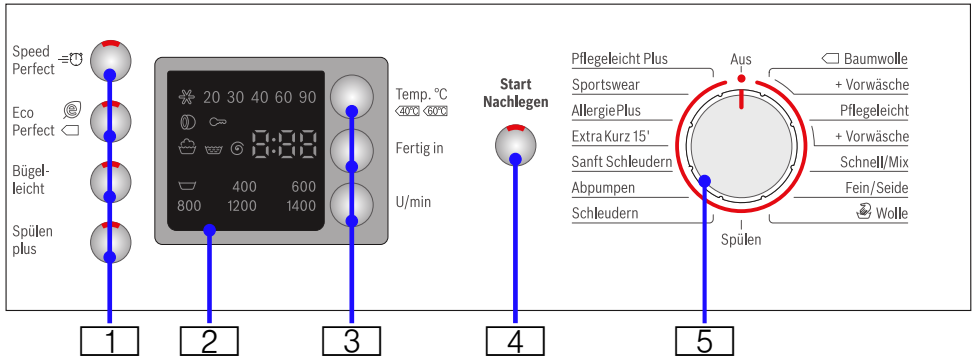 Speed
Perfect
Eco
Perfect
Bügel-
leicht
Spülen
plus
20 30 40 60 90
8:88
400 600
800 1200 1400
Temp. °C
40°C 60°C
Fertig in
U/min
Start
Nachlegen
Aus
Pflegeleicht Plus
Sportswear
AllergiePlus
Extra Kurz 15'
Sanft Schleudern
Abpumpen
Schleudern
Spülen
Baumwolle
+ Vorwäsche
Pflegeleicht
+ Vorwäsche
Schnell/Mix
Fein/Seide
Wolle
1
2
3
4
5